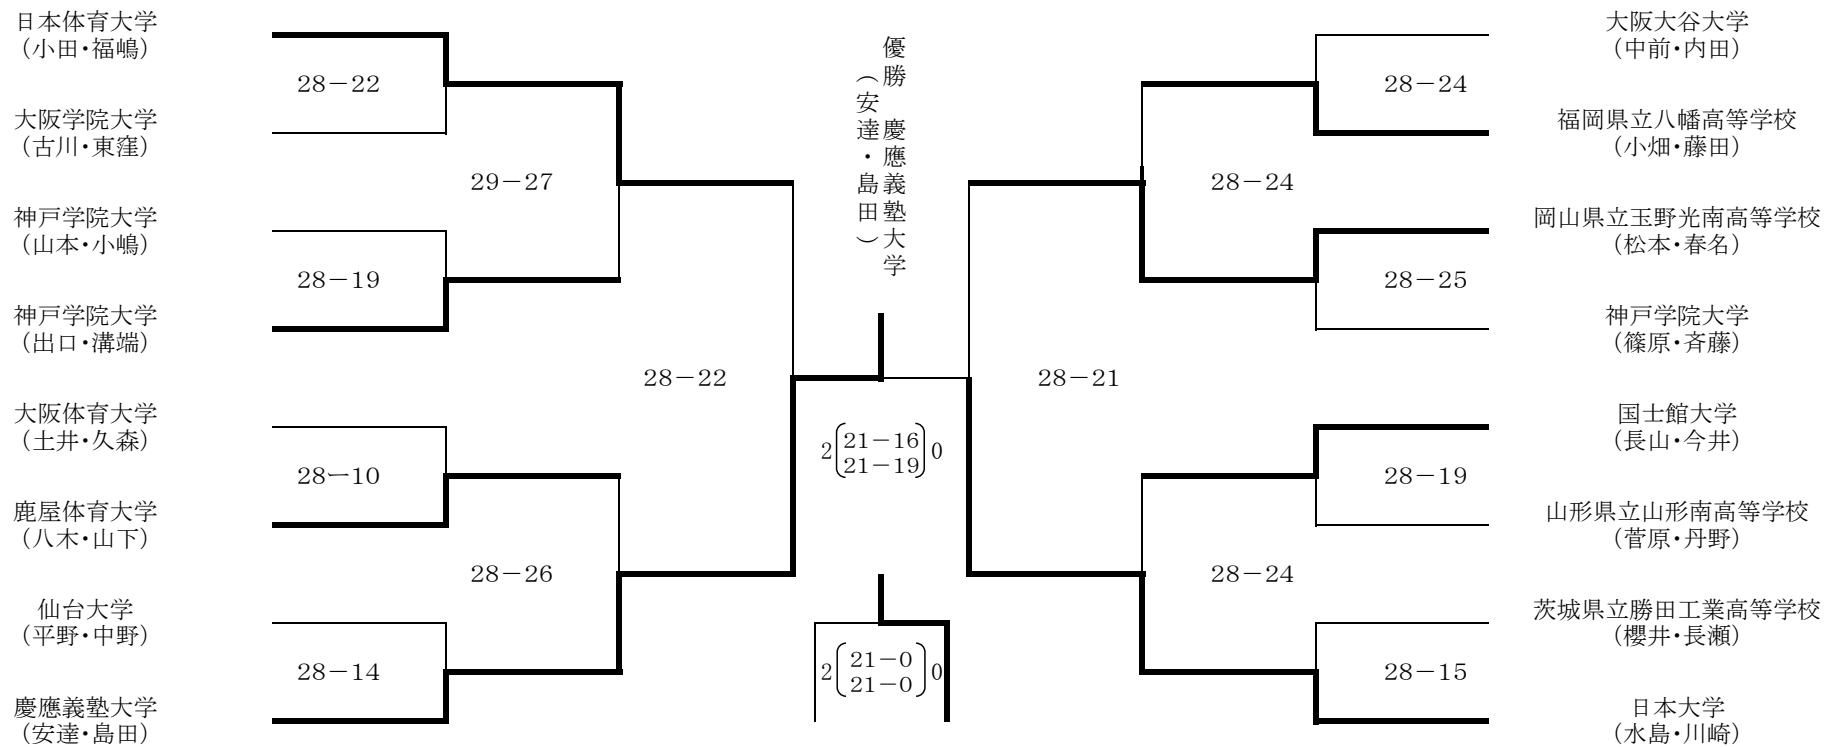 日本体育大学
（小田・福嶋）
28－22
大阪学院大学
（古川・東窪）
29－27
神戸学院大学
（山本・小嶋）
28－19
神戸学院大学
（出口・溝端）
28－22
大阪体育大学
（土井・久森）
28－10
鹿屋体育大学
（八木・山下）
28－26
仙台大学
（平野・中野）
28－14
慶應義塾大学
（安達・島田）
優勝　慶應義塾大学
（安達・島田）
2 21－16 0
21－19
2 21－0 0
21－0
大阪大谷大学
（中前・内田）
28－24
福岡県立八幡高等学校
（小畑・藤田）
28－24
岡山県立玉野光南高等学校
（松本・春名）
28－25
神戸学院大学
（篠原・斉藤）
28－21
国士館大学
（長山・今井）
28－19
山形県立山形南高等学校
（菅原・丹野）
28－24
茨城県立勝田工業高等学校
（櫻井・長瀬）
28－15
日本大学
（水島・川崎）